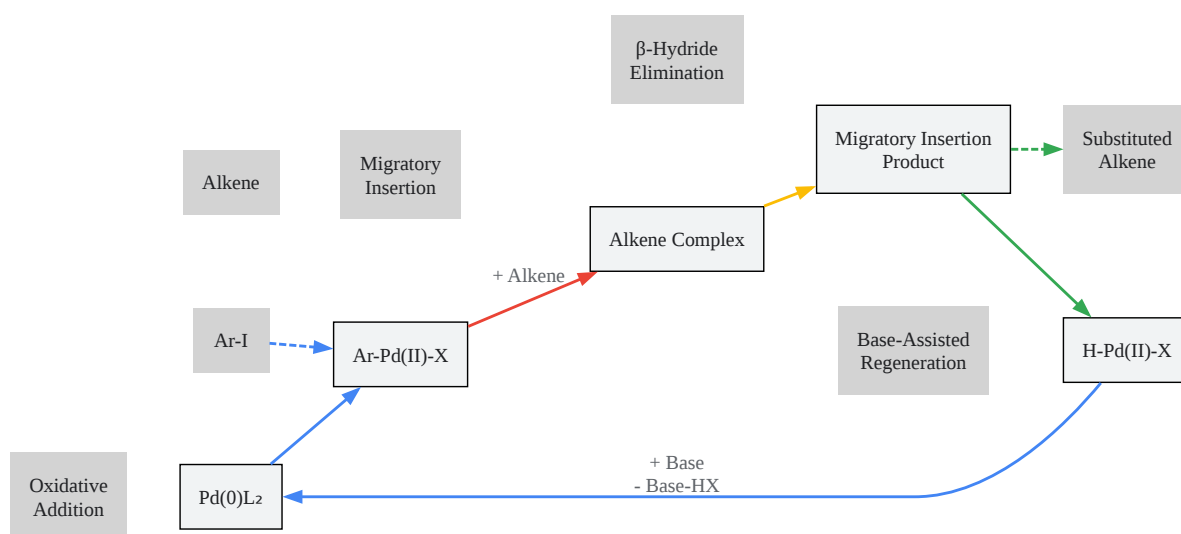 β-Hydride
Elimination
Migratory Insertion
Product
Substituted
Alkene
Alkene
Migratory
Insertion
Alkene Complex
+ Alkene
Ar-I
Ar-Pd(II)-X
Base-Assisted
Regeneration
H-Pd(II)-X
Oxidative
Addition
Pd(0)L₂
+ Base
- Base-HX